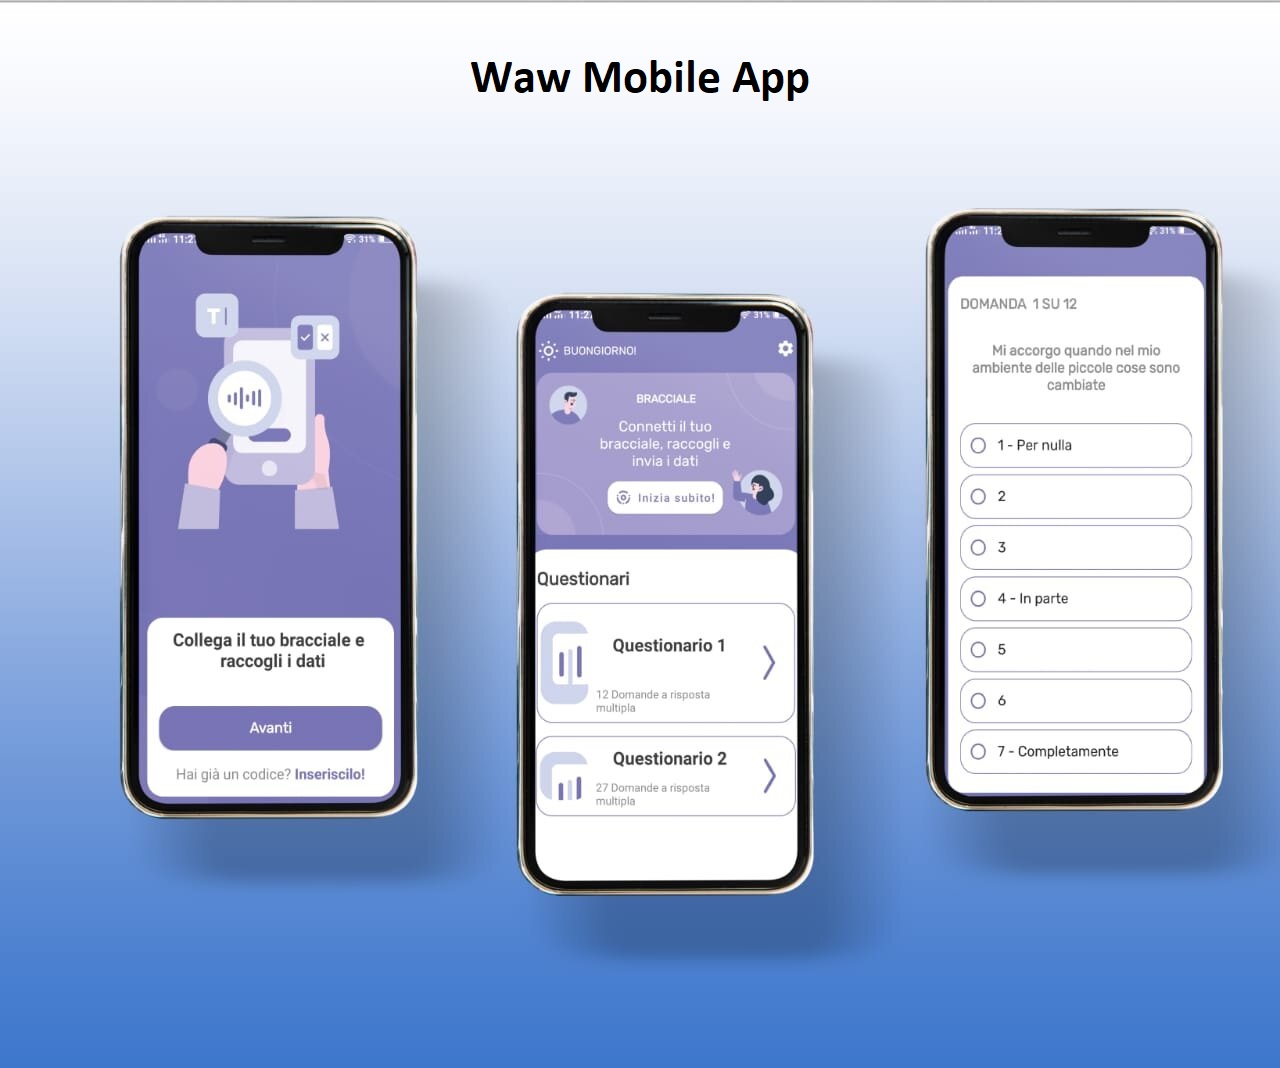 Waw Mobile App
11:2
31%
T
Collega il tuo bracciale e
raccogli i dati
Avanti
Hai già un codice? Inseriscilo!
11:2
31%
BUONGIORNO!
BRACCIALE
Connetti il tuo
bracciale, raccogli e
invia i dati
Inizia subito!
Questionari
Questionario 1
12 Domande a risposta
multipla
Questionario 2
27 Domande a risposta
multipla
11:2
31%
DOMANDA 1 SU 12
Mi accorgo quando nel mio
ambiente delle piccole cose sono
cambiate
1 - Per nulla
2
3
4 - In parte
5
6
7 - Completamente